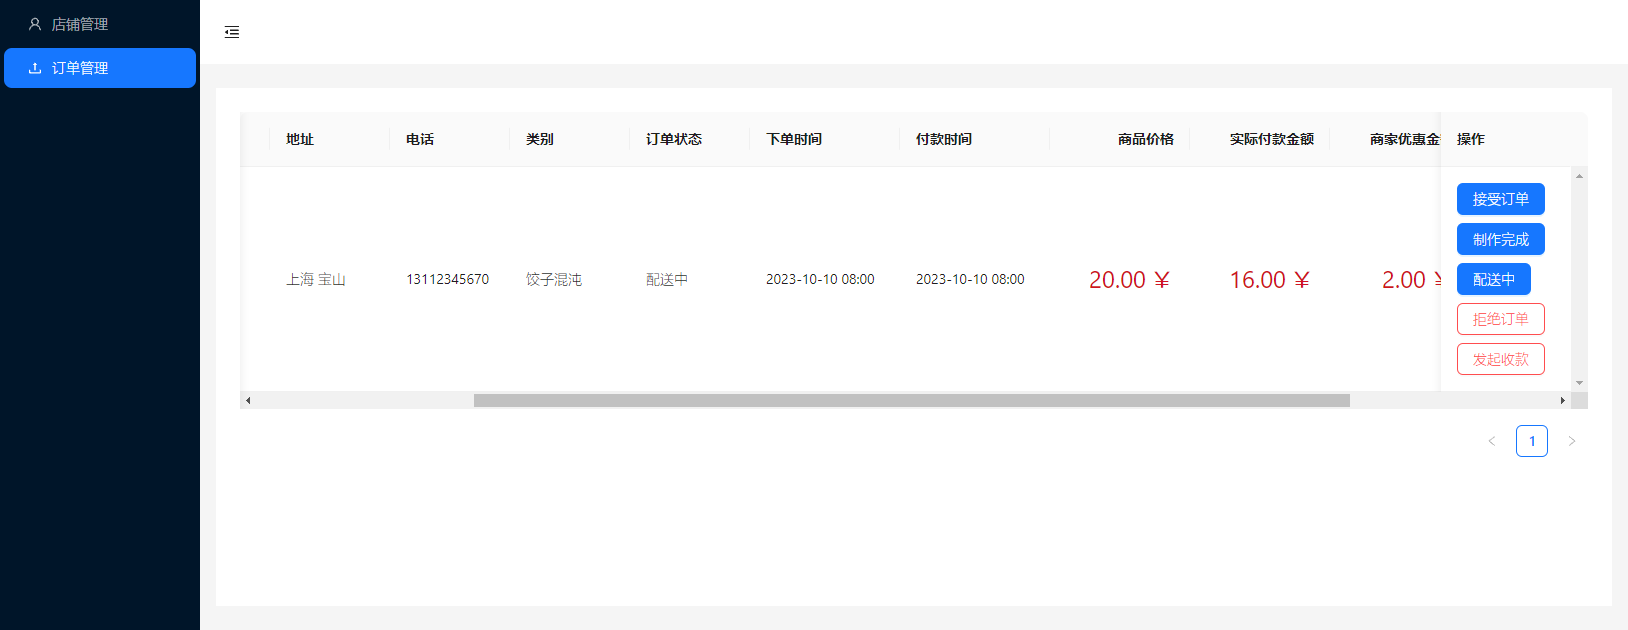 店铺管理
订单管理
地址 电话 类别 订单状态 下单时间 付款时间 商品价格 实际付款金额 商家优惠金 操作
上海 宝山 13112345670 饺子混沌 配送中 2023-10-10 08:00 2023-10-10 08:00 20.00 ¥ 16.00 ¥ 2.00 ¥
接受订单
制作完成
配送中
拒绝订单
发起收款
< 1 >